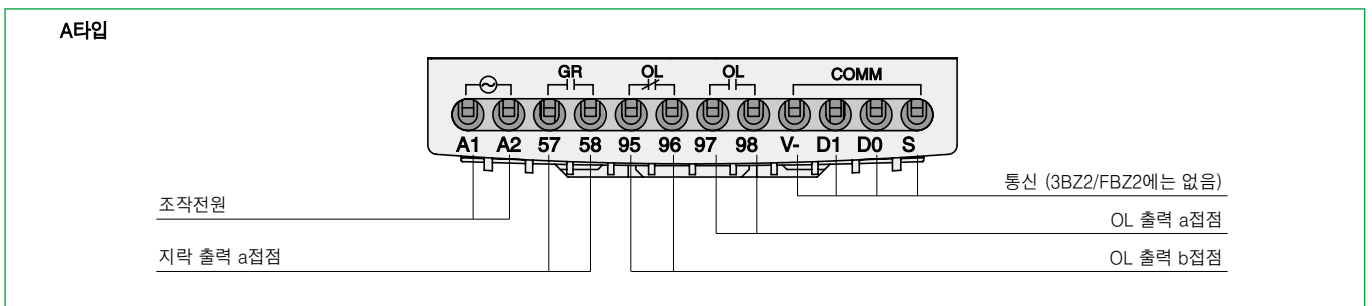 A타입
GR OL OL COMM
A1 A2 57 58 95 96 97 98 V- D1 D0 S
통신 (3BZ2/FBZ2에는 없음)
조작전원
OL 출력 a접점
지락 출력 a접점
OL 출력 b접점